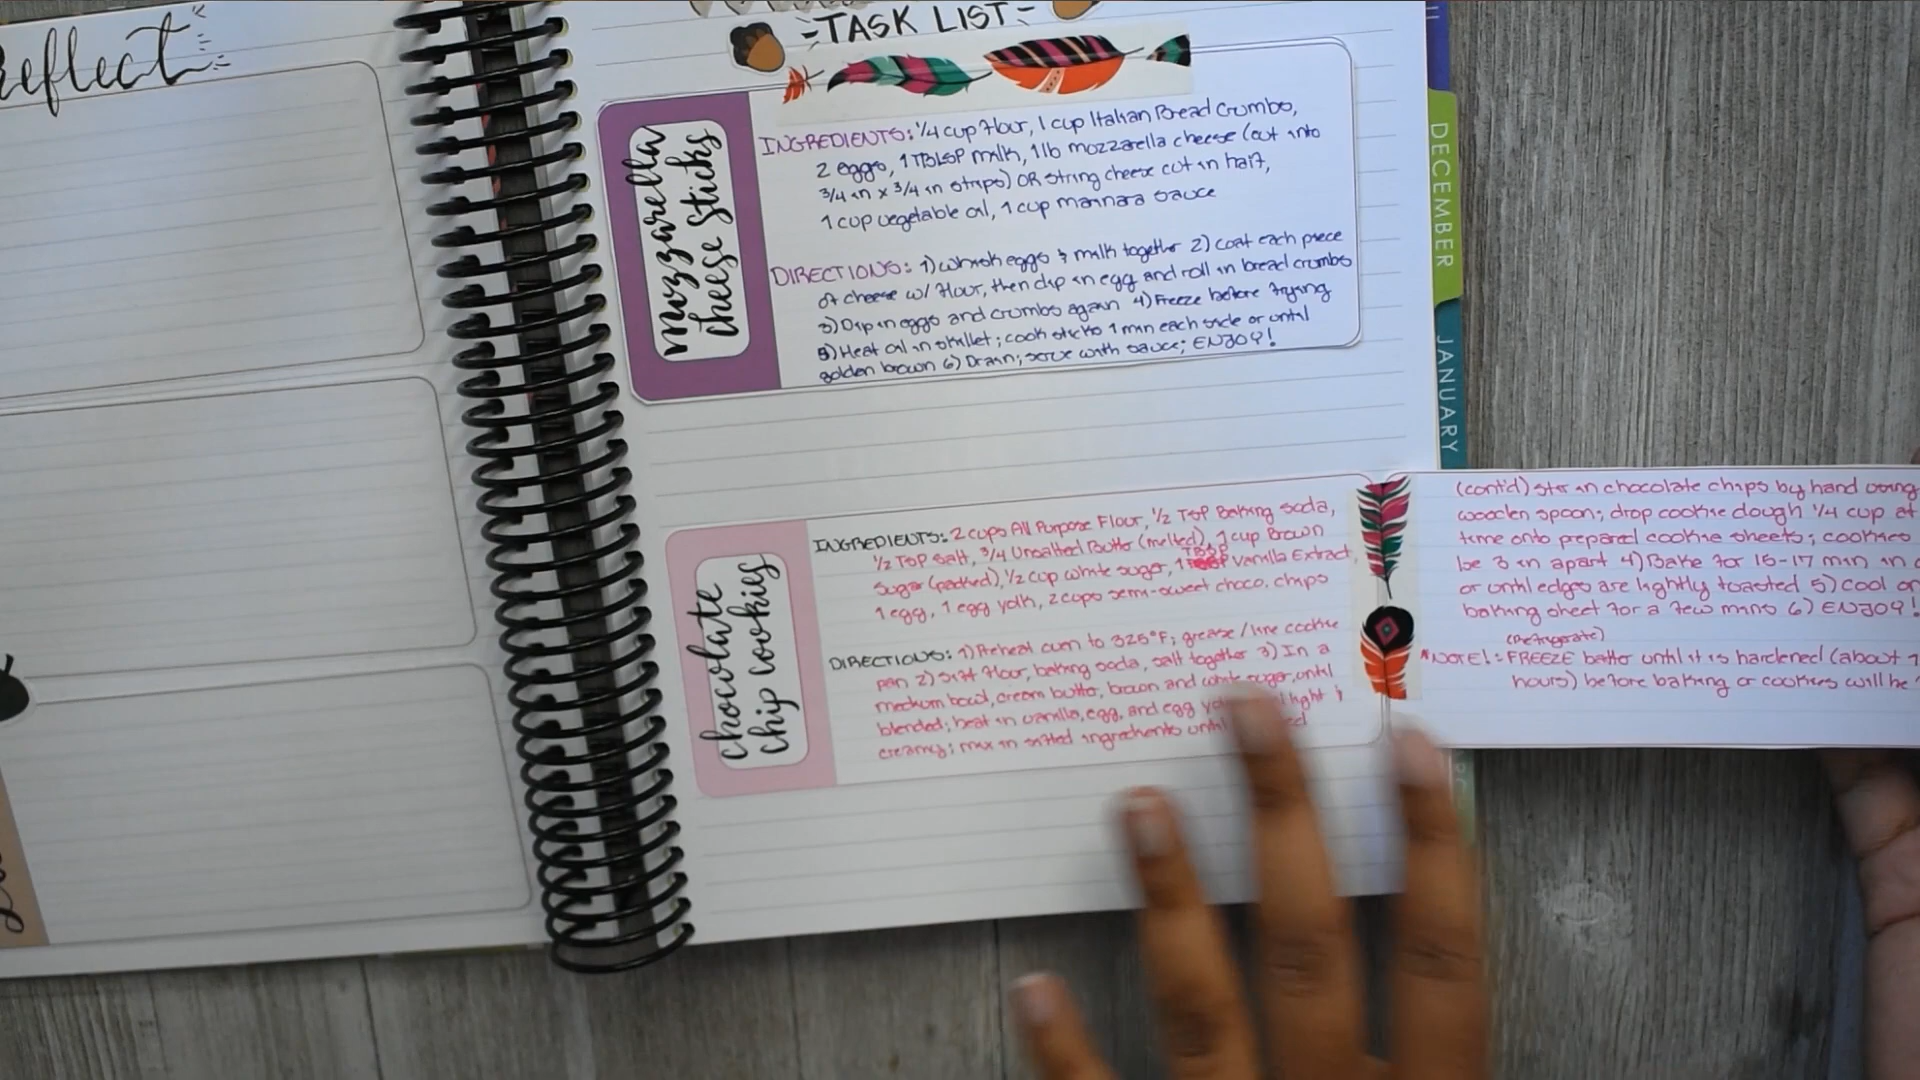 Reflect
TASK LIST
mozzarella
cheese sticks
INGREDIENTS: 1/4 cup Flour, 1 cup Italian Bread Crumbs,
2 eggs, 1 TBLSP milk, 1 lb mozzarella cheese (cut into
3/4 in x 3/4 in strips) OR string cheese cut in half,
1 cup vegetable oil, 1 cup marinara sauce
DIRECTIONS: 1) Whisk eggs & milk together 2) coat each piece
of cheese w/ flour, then dip in egg and roll in bread crumbs
3) Dip in eggs and crumbs again 4) Freeze before frying
5) Heat oil in skillet; cook sticks 1 min each side or until
golden brown 6) Drain; serve with sauce; ENJOY!
chocolate
chip cookies
INGREDIENTS: 2 cups All Purpose Flour, 1/2 TSP Baking Soda,
1/2 TSP Salt, 3/4 Unsalted Butter (melted), 1 cup Brown
Sugar (packed), 1/2 cup white sugar, 1 TBSP Vanilla Extract,
1 egg, 1 egg yolk, 2 cups semi-sweet choco. chips
DIRECTIONS: 1) Preheat oven to 325°F; grease/line cookie
pan 2) Sift flour, baking soda, salt together 3) In a
medium bowl, cream butter, brown and white sugar, until
blended; beat in vanilla, egg, and egg light &
creamy; mix in sifted ingredients until
(cont'd) stir in chocolate chips by hand using
wooden spoon; drop cookie dough 1/4 cup at
time onto prepared cookie sheets; cookies
be 3 in apart 4) Bake for 15-17 min in
or until edges are lightly toasted 5) Cool on
baking sheet for a few mins 6) ENJOY!
(Refrigerate)
*NOTE!: FREEZE batter until it is hardened (about
hours) before baking or cookies will be
DECEMBER
JANUARY